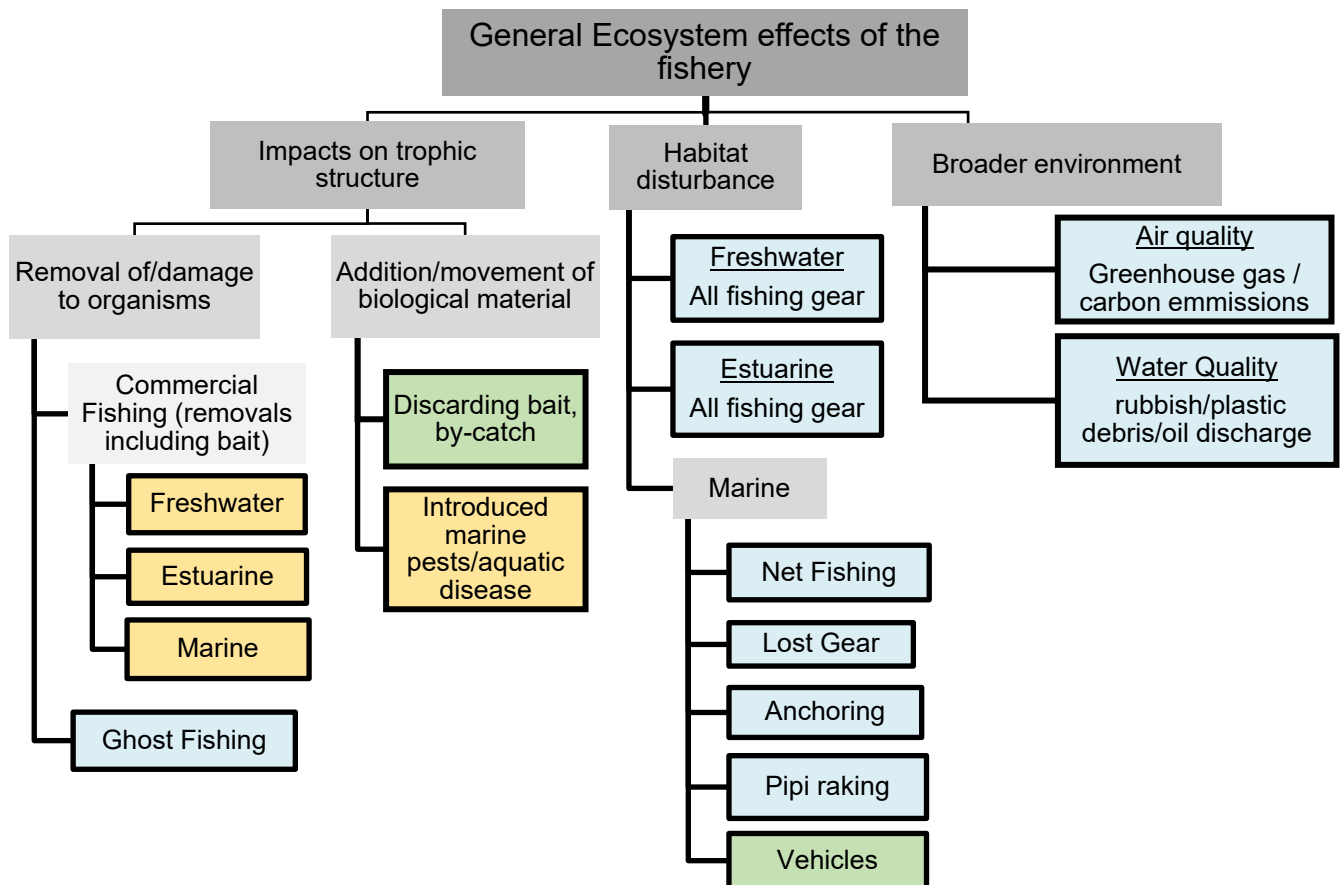 General Ecosystem effects of the
fishery
Impacts on trophic
structure
Habitat
disturbance
Broader environment
Removal of/damage
to organisms
Addition/movement of
biological material
Commercial
Fishing (removals
including bait)
Freshwater
Estuarine
Marine
Ghost Fishing
Discarding bait,
by-catch
Introduced
marine
pests/aquatic
disease
Freshwater
All fishing gear
Estuarine
All fishing gear
Marine
Net Fishing
Lost Gear
Anchoring
Pipi raking
Vehicles
Air quality
Greenhouse gas /
carbon emmissions
Water Quality
rubbish/plastic
debris/oil discharge